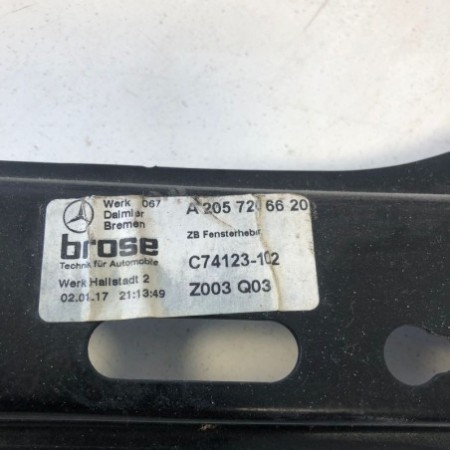 Werk 067
Daimler
Bremen
A 205 720 66 20
ZB Fensterheber
brose
Technik für Automobile
C74123-102
Werk Hallstadt 2
02.01.17 21:13:49
Z003 Q03